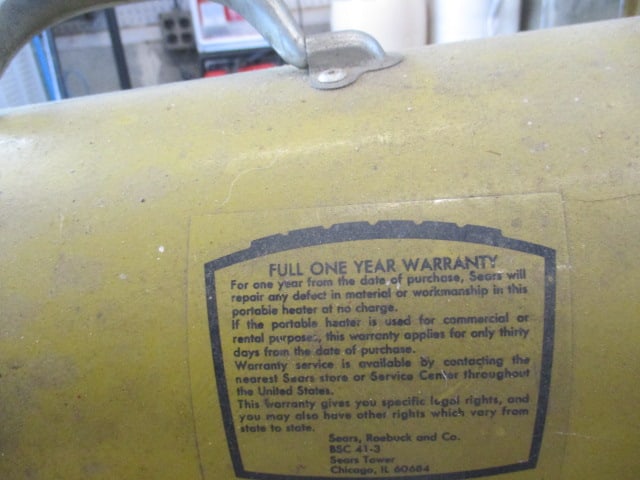 FULL ONE YEAR WARRANTY
For one year from the date of purchase, Sears will
repair any defect in material or workmanship in this
portable heater at no charge.
If the portable heater is used for commercial or
rental purposes, this warranty applies for only thirty
days from the date of purchase.
Warranty service is available by contacting the
nearest Sears store or Service Center throughout
the United States.
This warranty gives you specific legal rights, and
you may also have other rights which vary from
state to state.
Sears, Roebuck and Co.
BSC 41-3
Sears Tower
Chicago, IL 60684